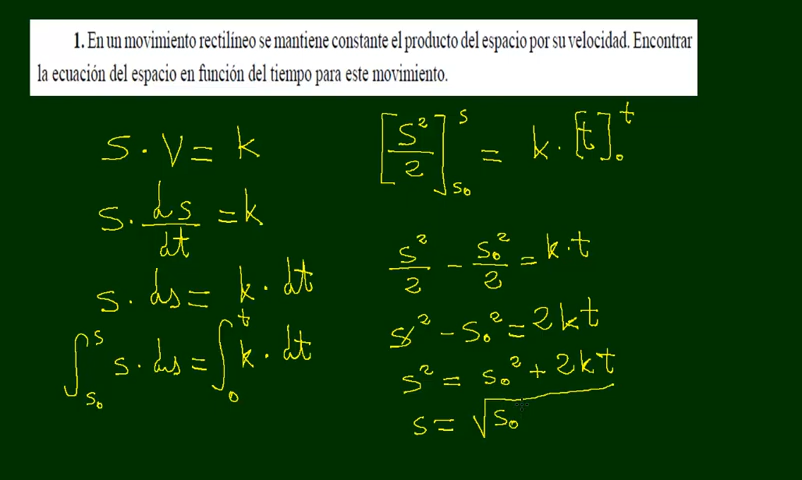 1. En un movimiento rectilíneo se mantiene constante el producto del espacio por su velocidad. Encontrar
la ecuación del espacio en función del tiempo para este movimiento.
s · v = k
s · ds/dt = k
s · ds = k · dt
∫_{s₀}^{s} s · ds = ∫_{0}^{t} k · dt
[s²/2]_{s₀}^{s} = k · [t]_{0}^{t}
s²/2 - s₀²/2 = k · t
s² - s₀² = 2kt
s² = s₀² + 2kt
s = √s₀